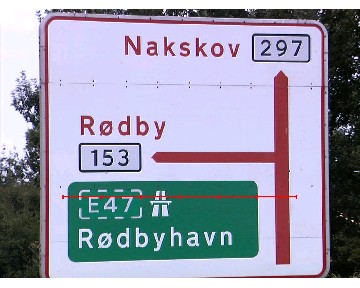 Nakskov 297
Rødby
153
E47
Rødbyhavn